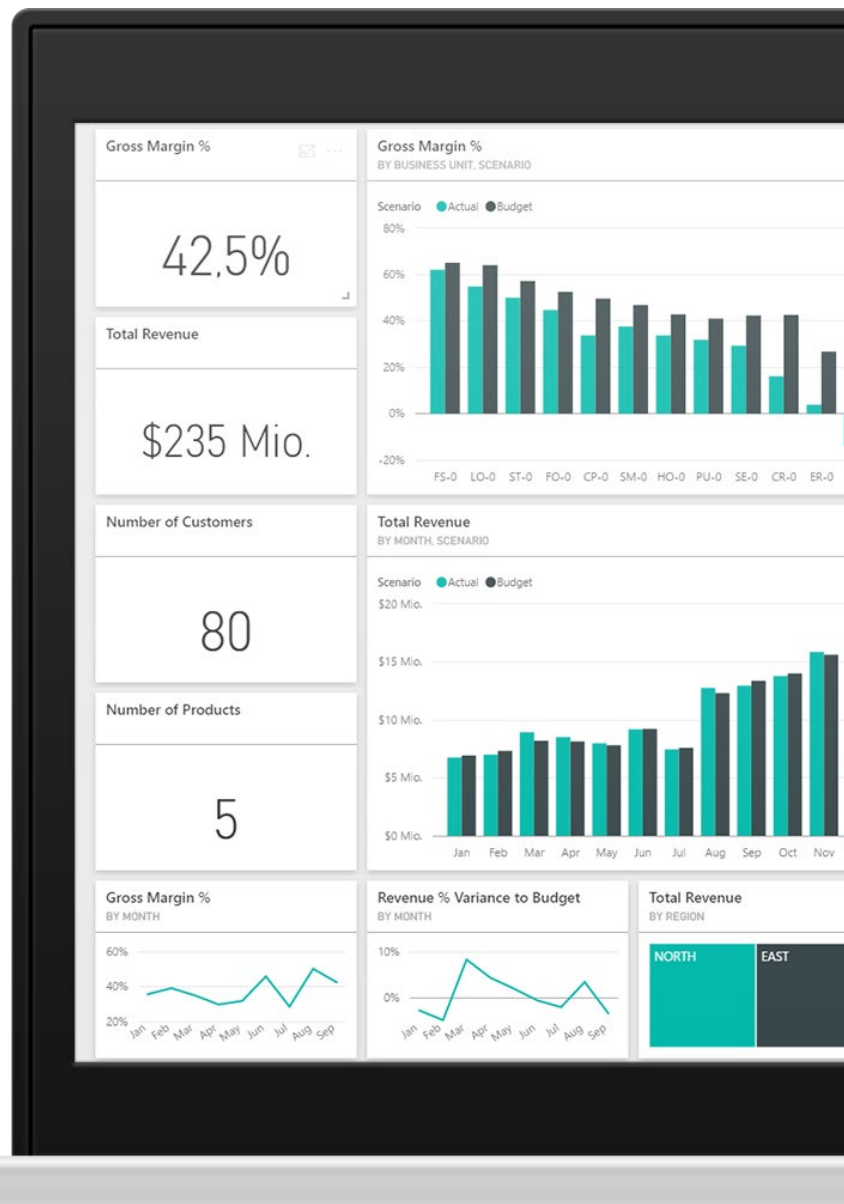 Gross Margin %
42,5%
Total Revenue
$235 Mio.
Number of Customers
80
Number of Products
5
Gross Margin %
BY BUSINESS UNIT, SCENARIO
Scenario Actual Budget
80%
60%
40%
20%
0%
-20%
FS-0 LO-0 ST-0 FO-0 CP-0 SM-0 HO-0 PU-0 SE-0 CR-0 ER-0
Total Revenue
BY MONTH, SCENARIO
Scenario Actual Budget
$20 Mio.
$15 Mio.
$10 Mio.
$5 Mio.
$0 Mio.
Jan Feb Mar Apr May Jun Jul Aug Sep Oct Nov
Gross Margin %
BY MONTH
60%
40%
20%
Jan Feb Mar Apr May Jun Jul Aug Sep
Revenue % Variance to Budget
BY MONTH
10%
0%
Jan Feb Mar Apr May Jun Jul Aug Sep
Total Revenue
BY REGION
NORTH EAST